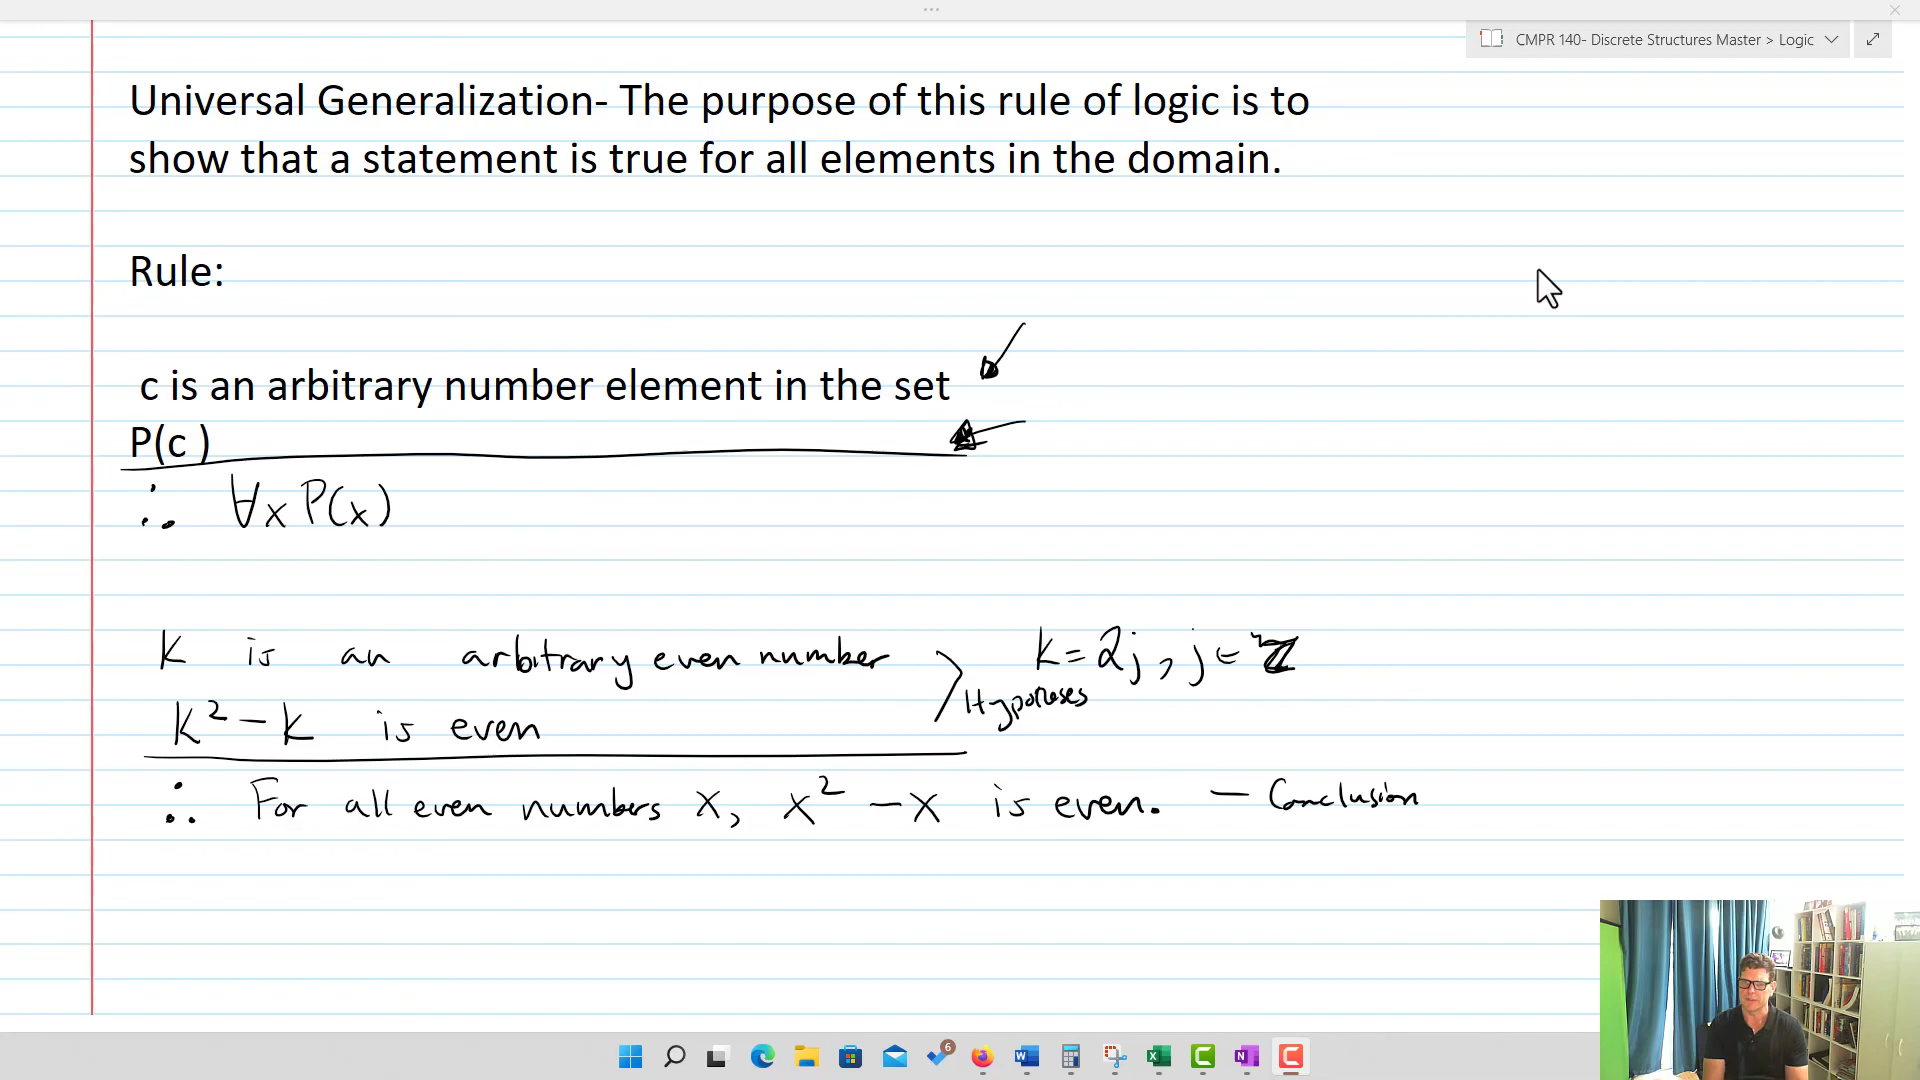 CMPR 140- Discrete Structures Master > Logic
Universal Generalization- The purpose of this rule of logic is to
show that a statement is true for all elements in the domain.
Rule:
c is an arbitrary number element in the set
P(c )
∴ ∀x P(x)
K is an arbitrary even number
k=2j, j∈ℤ
K² - k is even
Hypotheses
∴ For all even numbers x, x² - x is even. — Conclusion
6